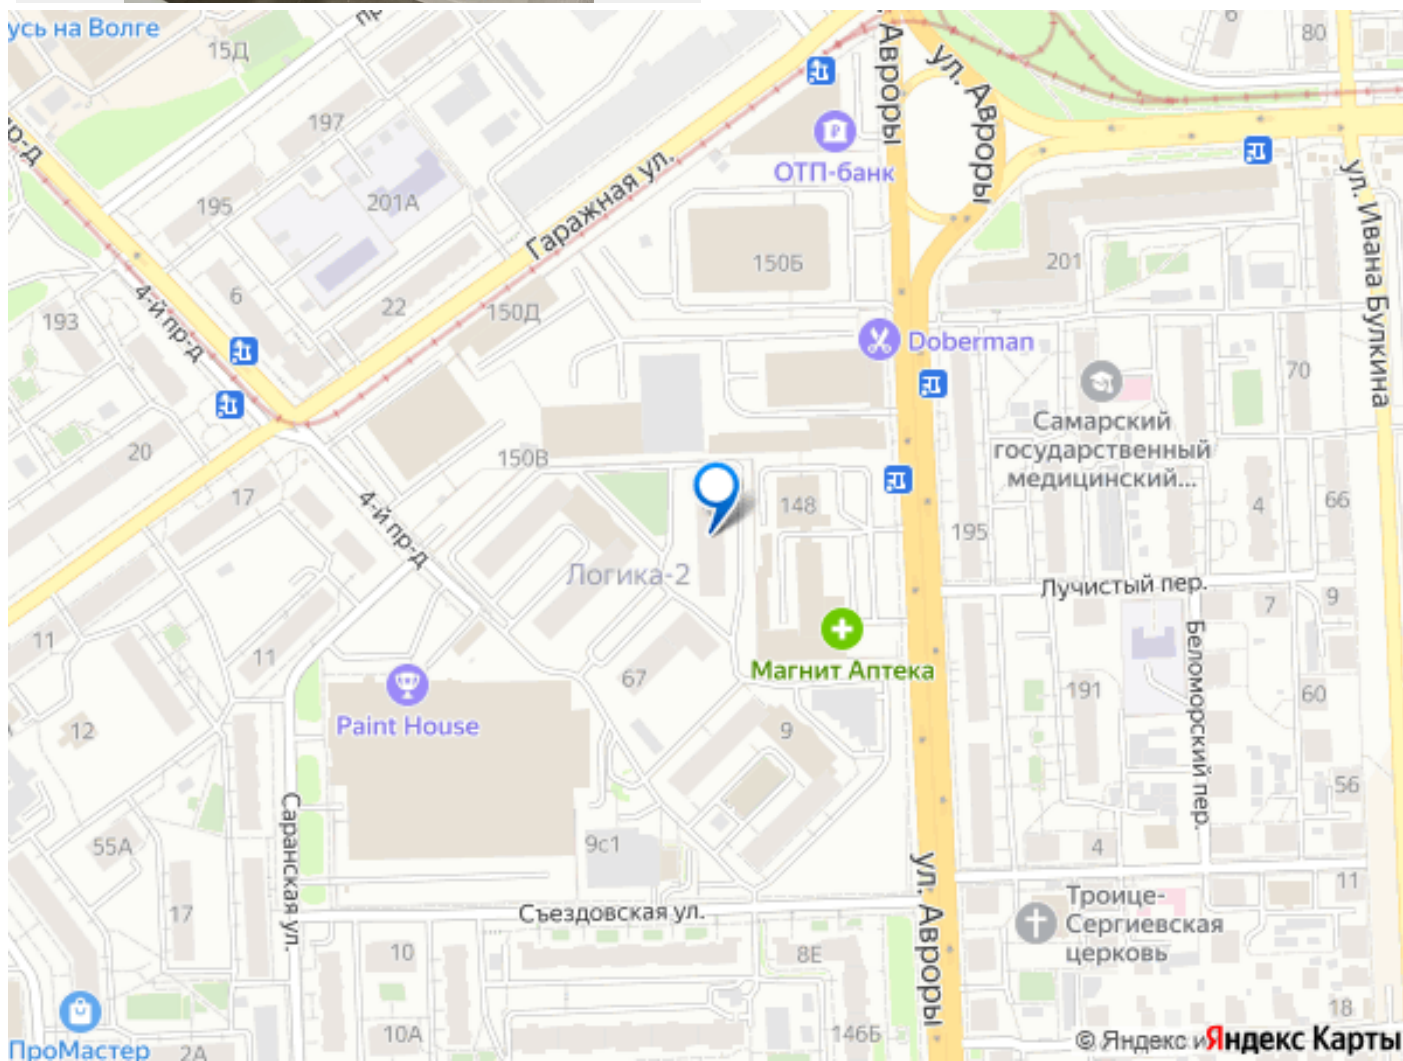 усь на Волге
15Д
пр-
6
80
Авроры
ул. Авроры
197
пр-д
ОТП-банк
195
201А
Гаражная ул.
ул. Ивана Булкина
150Б
201
6
22
150Д
193
4-й пр-д
Doberman
70
Самарский
государственный
медицинский...
20
150В
17
4-й пр-д
148
195
4
66
Логика-2
Лучистый пер.
7
9
11
11
Магнит Аптека
Беломорский пер.
67
191
60
Paint House
12
9
56
Саранская ул.
55А
9с1
4
ул. Авроры
11
17
Съездовская ул.
Троице-
Сергиевская
церковь
10
8Е
18
10А
146Б
ПроМастер
2А
© Яндекс и Яндекс Карты